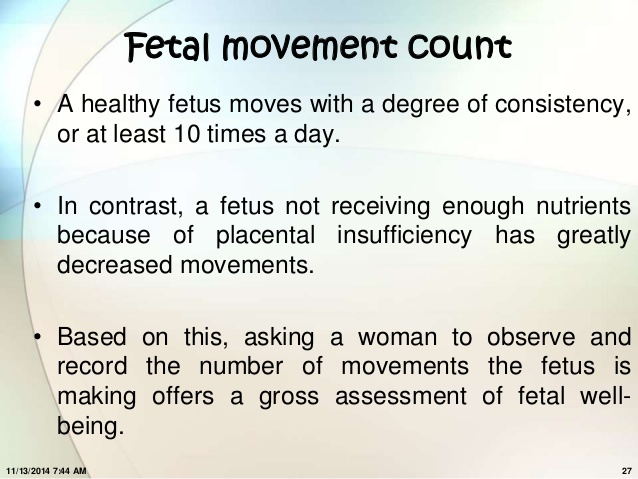 Fetal movement count
• A healthy fetus moves with a degree of consistency,
or at least 10 times a day.
• In contrast, a fetus not receiving enough nutrients
because of placental insufficiency has greatly
decreased movements.
• Based on this, asking a woman to observe and
record the number of movements the fetus is
making offers a gross assessment of fetal well-
being.
11/13/2014 7:44 AM 27